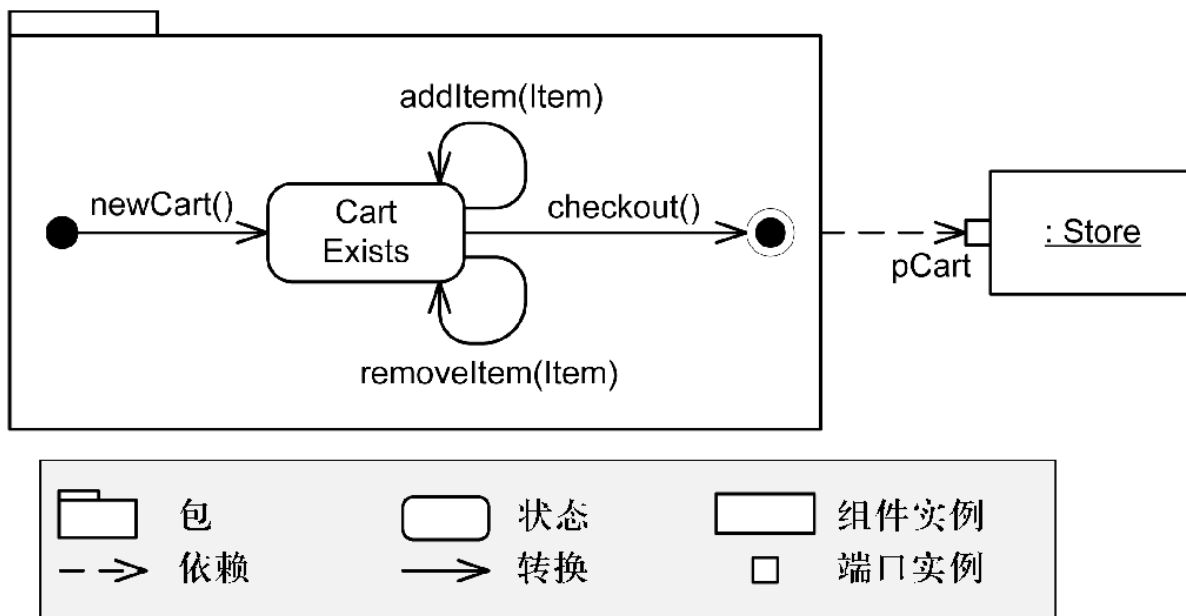 addItem(Item)
newCart()
Cart
Exists
checkout()
: Store
pCart
removeItem(Item)
包
状态
组件实例
依赖
转换
端口实例